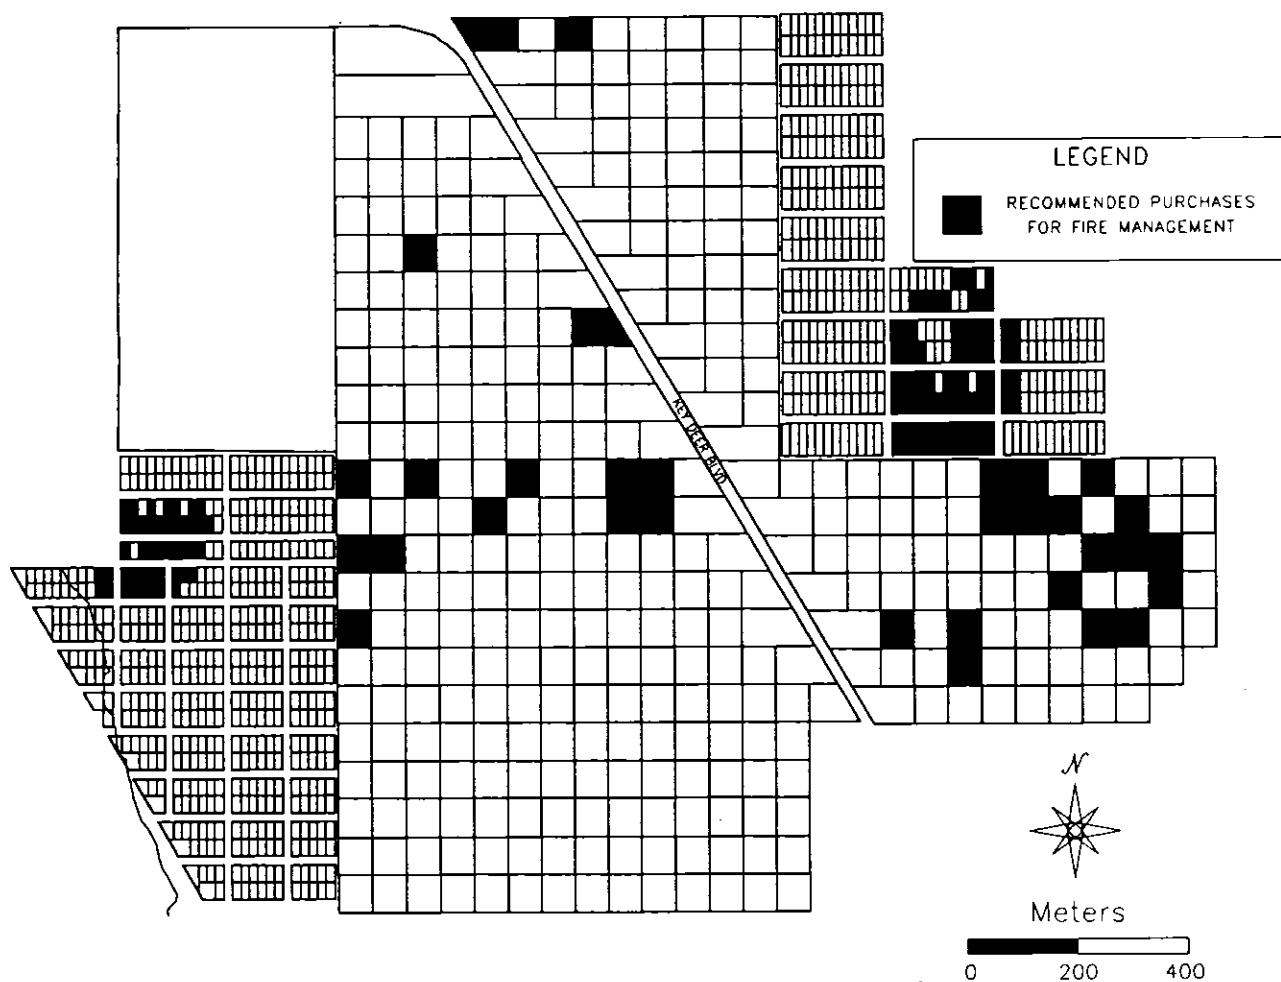 LEGEND
RECOMMENDED PURCHASES
FOR FIRE MANAGEMENT
KEY DEER BLVD
N
Meters
0 200 400